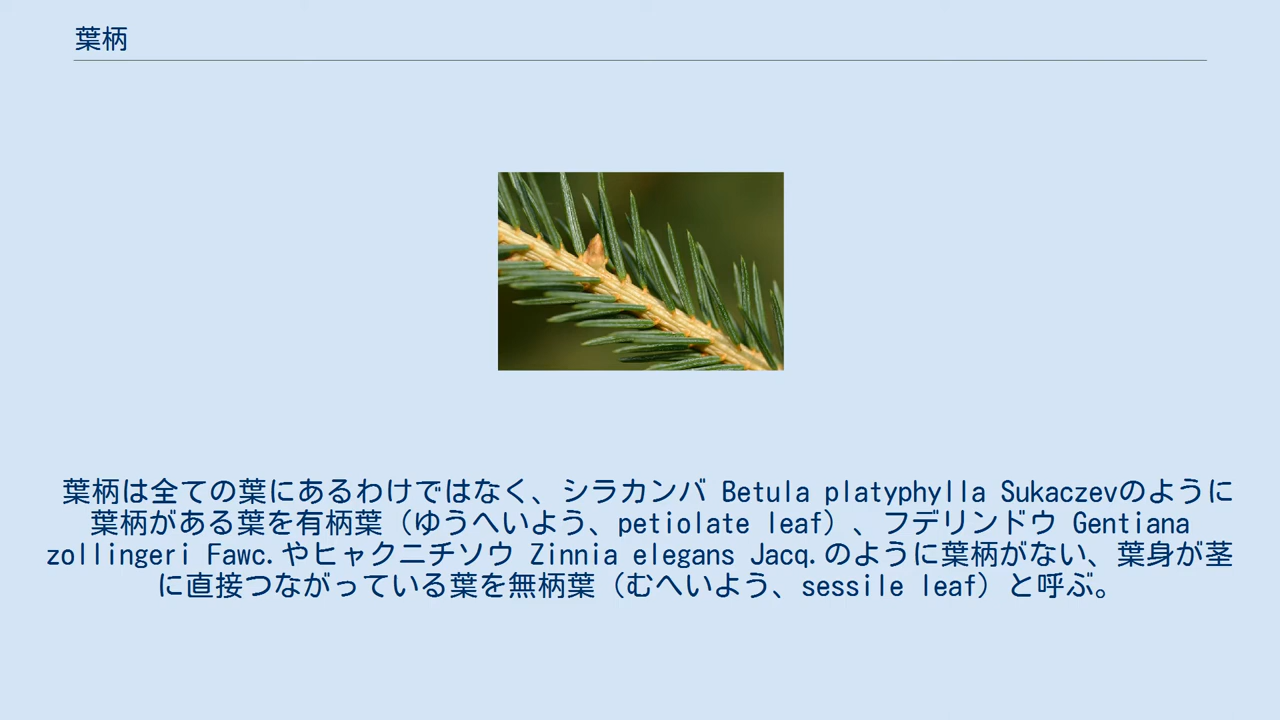 葉柄
葉柄は全ての葉にあるわけではなく、シラカンバ Betula platyphylla Sukaczevのように
葉柄がある葉を有柄葉（ゆうへいよう、petiolate leaf）、フデリンドウ Gentiana
zollingeri Fawc.やヒャクニチソウ Zinnia elegans Jacq.のように葉柄がない、葉身が茎
に直接つながっている葉を無柄葉（むへいよう、sessile leaf）と呼ぶ。